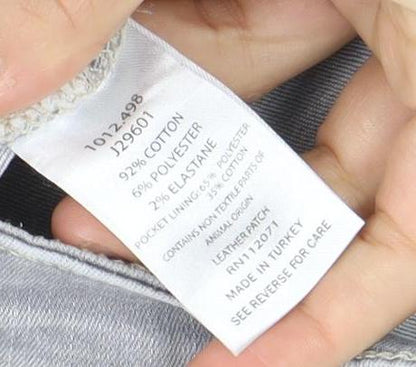 1012.498
J29601
92% COTTON
6% POLYESTER
2% ELASTANE
POCKET LINING: 65% POLYESTER
35% COTTON
CONTAINS NON TEXTILE PARTS OF
ANIMAL ORIGIN
LEATHER PATCH
RN112071
MADE IN TURKEY
SEE REVERSE FOR CARE